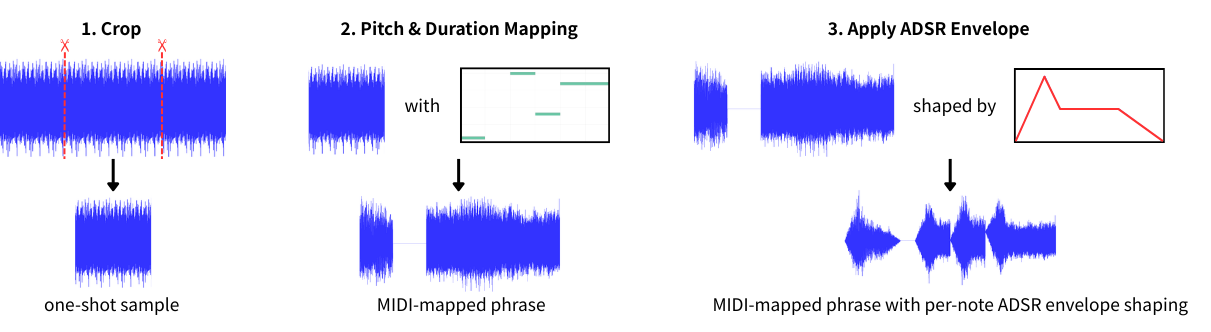 1. Crop
2. Pitch & Duration Mapping
3. Apply ADSR Envelope
with
shaped by
one-shot sample
MIDI-mapped phrase
MIDI-mapped phrase with per-note ADSR envelope shaping